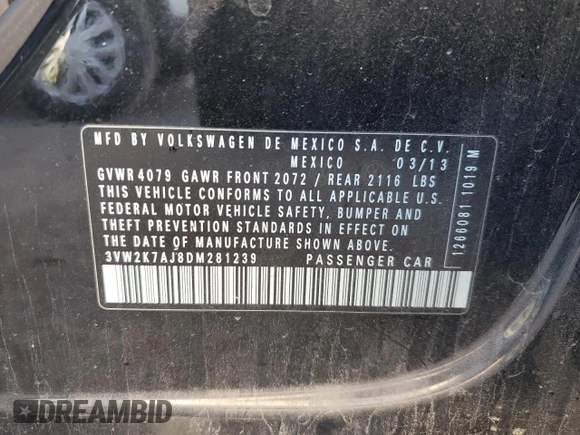 MFD BY VOLKSWAGEN DE MEXICO S.A. DE C.V.
MEXICO 03/13
GVWR 4079 GAWR FRONT 2072 / REAR 2116 LBS
THIS VEHICLE CONFORMS TO ALL APPLICABLE U.S.
FEDERAL MOTOR VEHICLE SAFETY, BUMPER AND
THEFT PREVENTION STANDARDS IN EFFECT ON
THE DATE OF MANUFACTURE SHOWN ABOVE.
3VW2K7AJ8DM281239 PASSENGER CAR
1266081 1019 M
DREAMBID